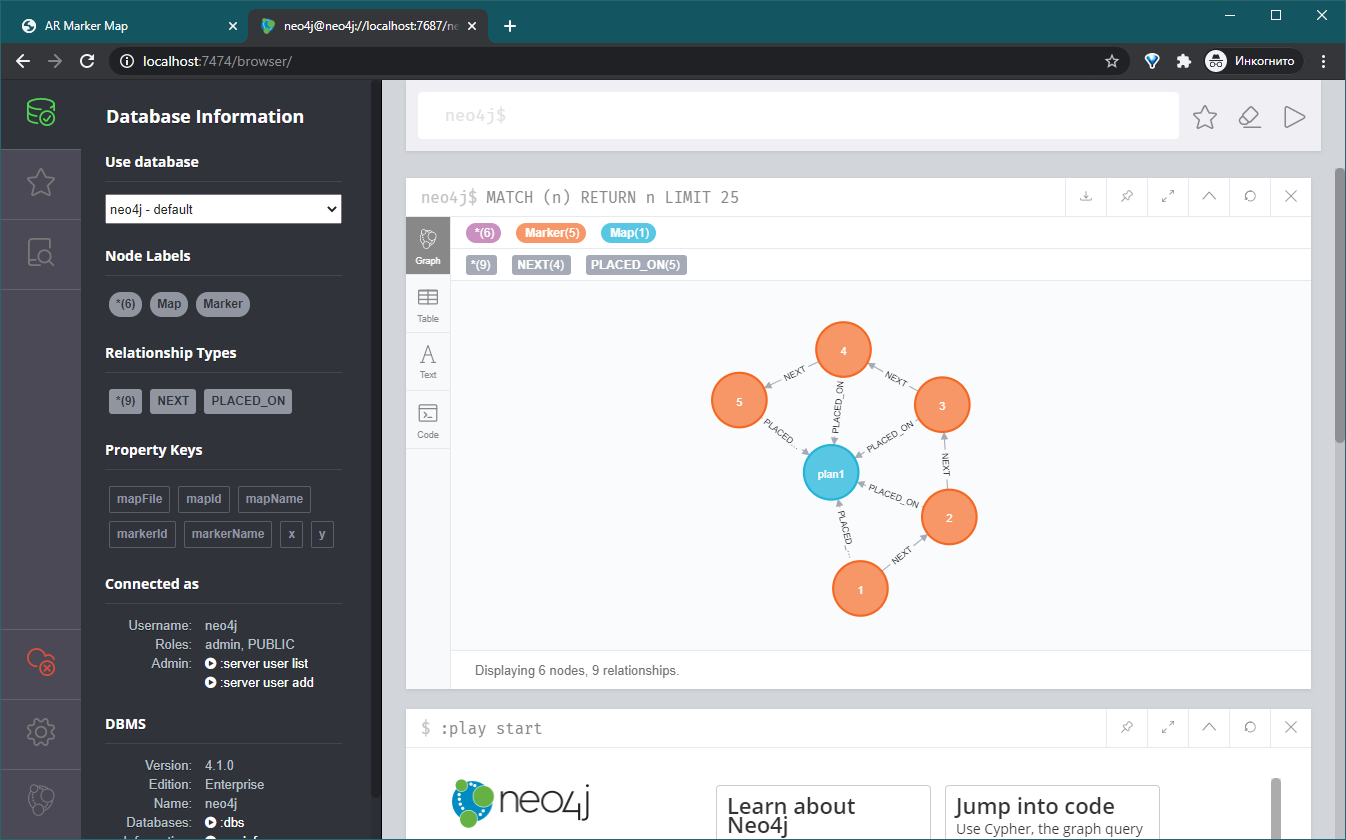 AR Marker Map
neo4j@neo4j://localhost:7687/ne
localhost:7474/browser/
Инкогнито
Database Information
Use database
neo4j - default
Node Labels
*(6) Map Marker
Relationship Types
*(9) NEXT PLACED_ON
Property Keys
mapFile mapId mapName
markerId markerName x y
Connected as
Username: neo4j
Roles: admin, PUBLIC
Admin: :server user list
:server user add
DBMS
Version: 4.1.0
Edition: Enterprise
Name: neo4j
Databases: :dbs
neo4j$
neo4j$ MATCH (n) RETURN n LIMIT 25
Graph
Table
Text
Code
*(6) Marker(5) Map(1)
*(9) NEXT(4) PLACED_ON(5)
4
NEXT
NEXT
5
3
PLACED_ON
PLACED…
PLACED_ON
plan1
NEXT
PLACED_ON
2
PLACED_…
NEXT
1
Displaying 6 nodes, 9 relationships.
$ :play start
neo4j
Learn about
Neo4j
Jump into code
Use Cypher, the graph query